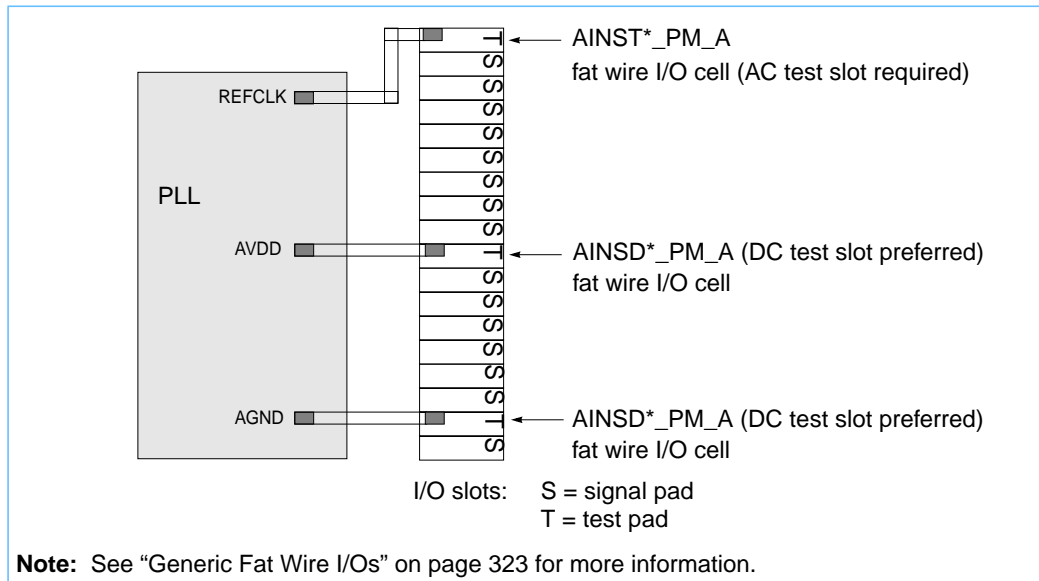 T
AINST*_PM_A
fat wire I/O cell (AC test slot required)
S
S
REFCLK
S
S
S
S
S
PLL
S
AVDD
T
AINSD*_PM_A (DC test slot preferred)
fat wire I/O cell
S
S
S
S
S
S
AGND
T
AINSD*_PM_A (DC test slot preferred)
fat wire I/O cell
S
I/O slots: S = signal pad
T = test pad
Note: See “Generic Fat Wire I/Os” on page 323 for more information.